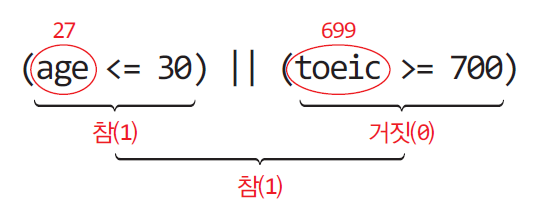 27 699
(age <= 30) || (toeic >= 700)
참(1) 거짓(0)
참(1)